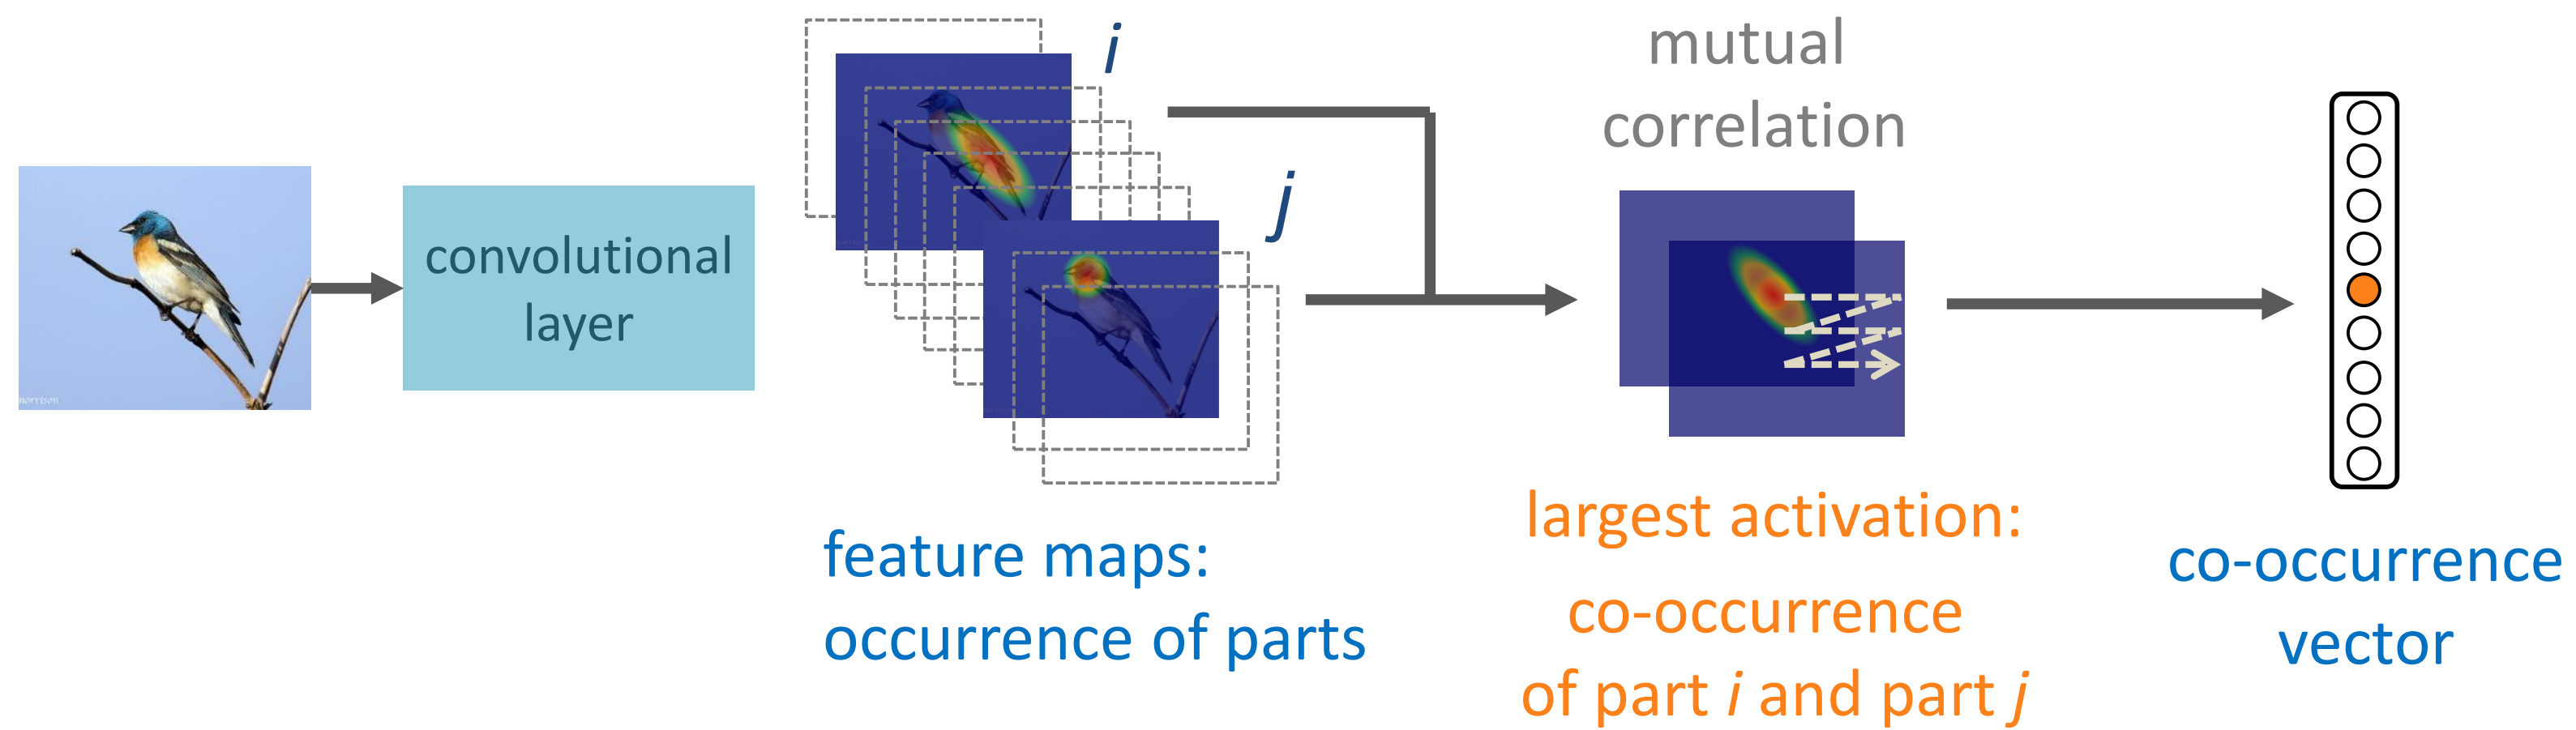 norrison
convolutional
layer
i
j
feature maps:
occurrence of parts
mutual
correlation
largest activation:
co-occurrence
of part i and part j
co-occurrence
vector